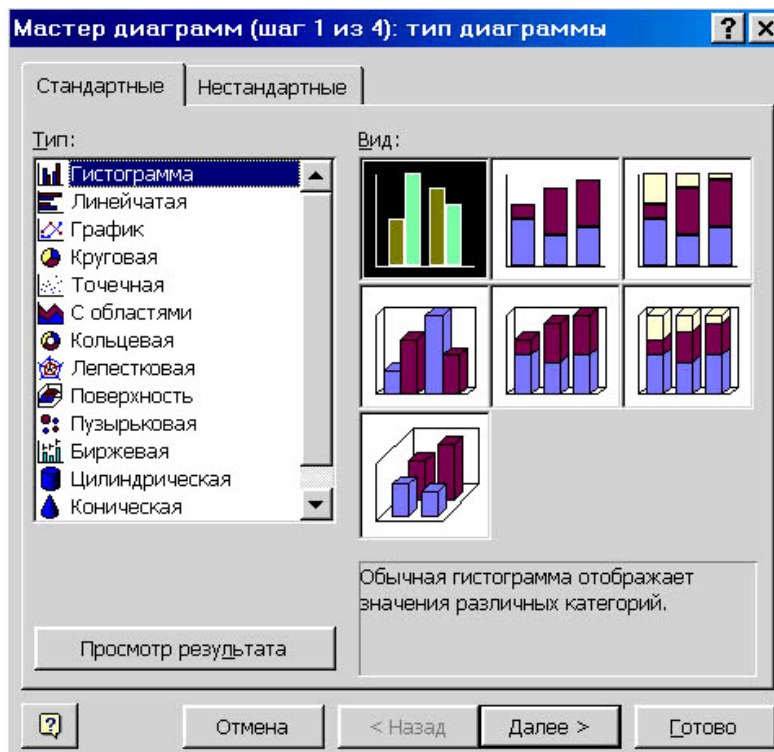 Мастер диаграмм (шаг 1 из 4): тип диаграммы
Стандартные
Нестандартные
Тип:
Гистограмма
Линейчатая
График
Круговая
Точечная
С областями
Кольцевая
Лепестковая
Поверхность
Пузырьковая
Биржевая
Цилиндрическая
Коническая
Вид:
Обычная гистограмма отображает
значения различных категорий.
Просмотр результата
Отмена
< Назад
Далее >
Готово